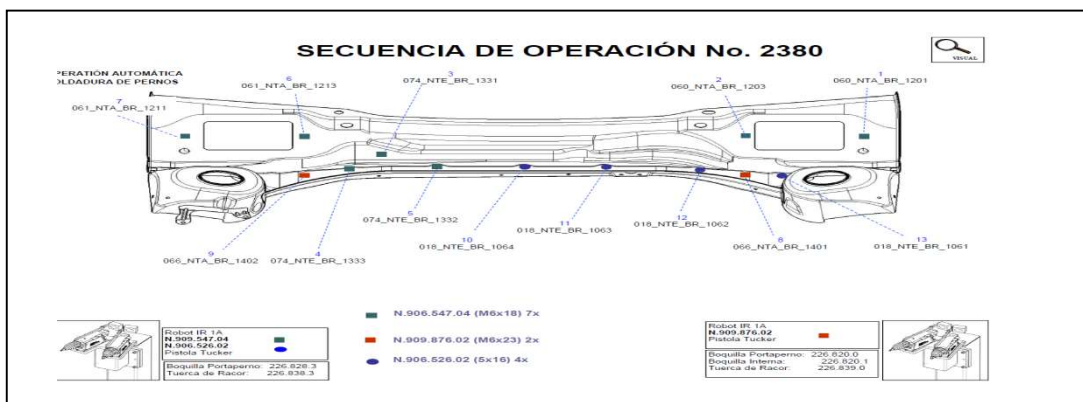 SECUENCIA DE OPERACIÓN No. 2380
VISUAL
PERATIÓN AUTOMÁTICA
OLDADURA DE PERNOS
7
061_NTA_BR_1211
6
061_NTA_BR_1213
3
074_NTE_BR_1331
2
060_NTA_BR_1203
1
060_NTA_BR_1201
9
066_NTA_BR_1402
4
074_NTE_BR_1333
5
074_NTE_BR_1332
10
018_NTE_BR_1064
11
018_NTE_BR_1063
12
018_NTE_BR_1062
8
066_NTA_BR_1401
13
018_NTE_BR_1061
Robot IR 1A
N.909.547.04
N.906.526.02
Pistola Tucker
Boquilla Portaperno: 226.828.3
Tuerca de Racor: 226.838.3
N.906.547.04 (M6x18) 7x
N.909.876.02 (M6x23) 2x
N.906.526.02 (5x16) 4x
Robot IR 1A
N.909.876.02
Pistola Tucker
Boquilla Portaperno: 226.820.0
Boquilla Interna: 226.820.1
Tuerca de Racor: 226.839.0